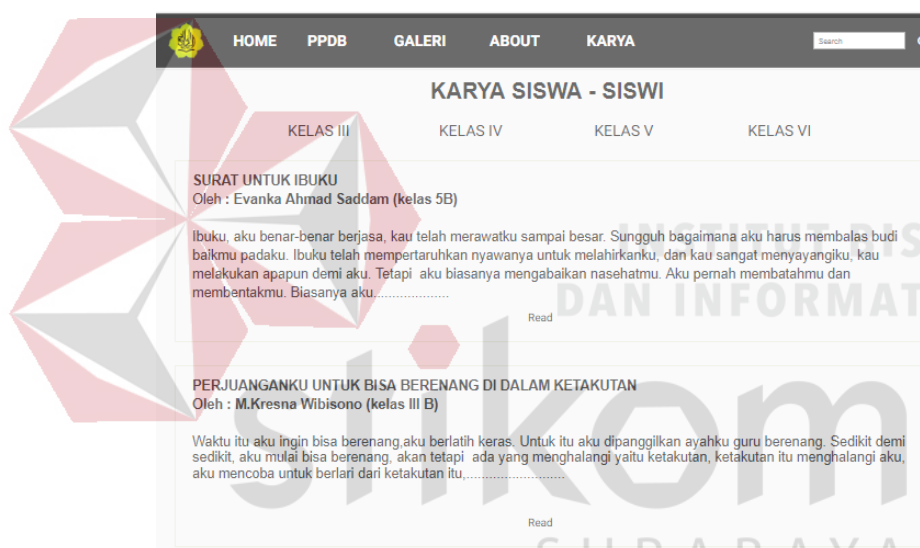 HOME PPDB GALERI ABOUT KARYA Search
KARYA SISWA - SISWI
KELAS III KELAS IV KELAS V KELAS VI
SURAT UNTUK IBUKU
Oleh : Evanka Ahmad Saddam (kelas 5B)
Ibuku, aku benar-benar berjasa, kau telah merawatku sampai besar. Sungguh bagaimana aku harus membalas budi
baikmu padaku. Ibuku telah mempertaruhkan nyawanya untuk melahirkanku, dan kau sangat menyayangiku, kau
melakukan apapun demi aku. Tetapi aku biasanya mengabaikan nasehatmu. Aku pernah membatahmu dan
membentakmu. Biasanya aku....................
Read
PERJUANGANKU UNTUK BISA BERENANG DI DALAM KETAKUTAN
Oleh : M.Kresna Wibisono (kelas III B)
Waktu itu aku ingin bisa berenang,aku berlatih keras. Untuk itu aku dipanggilkan ayahku guru berenang. Sedikit demi
sedikit, aku mulai bisa berenang, akan tetapi ada yang menghalangi yaitu ketakutan, ketakutan itu menghalangi aku,
aku mencoba untuk berlari dari ketakutan itu,..........................
Read
INSTITUT BIS
DAN INFORMAT
stikom
SURABAYA